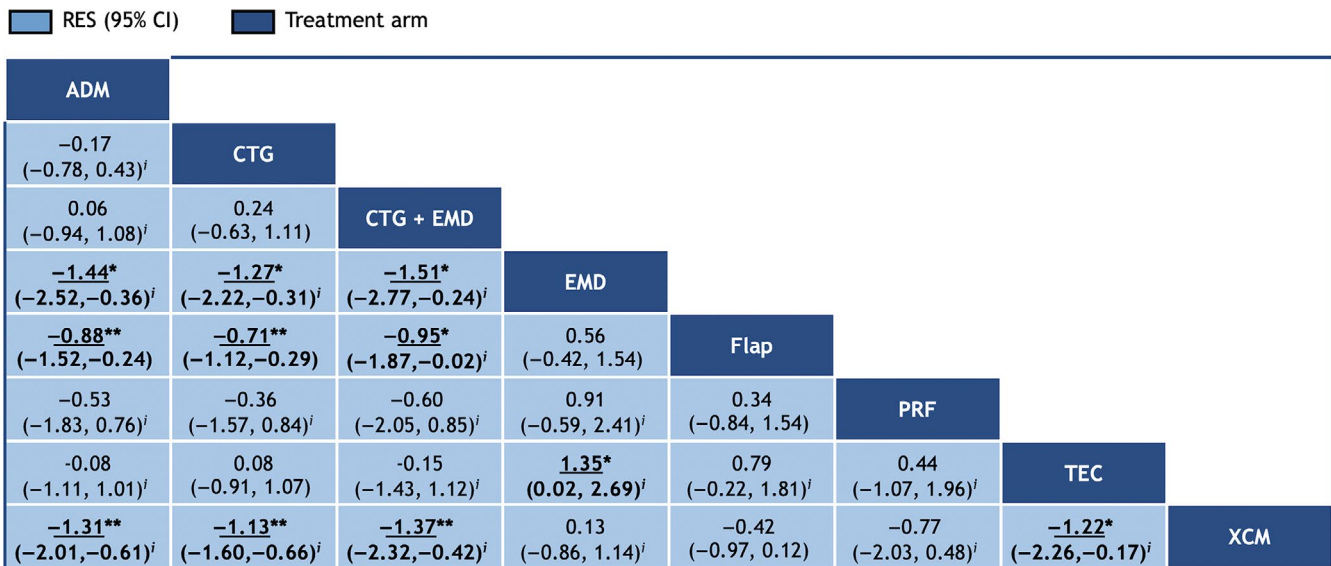 RES (95% CI) Treatment arm
ADM
−0.17 CTG
(−0.78, 0.43)i
0.06 0.24 CTG + EMD
(−0.94, 1.08)i (−0.63, 1.11)
−1.44* −1.27* −1.51* EMD
(−2.52,−0.36)i (−2.22,−0.31)i (−2.77,−0.24)i
−0.88** −0.71** −0.95* 0.56 Flap
(−1.52,−0.24) (−1.12,−0.29) (−1.87,−0.02)i (−0.42, 1.54)
−0.53 −0.36 −0.60 0.91 0.34 PRF
(−1.83, 0.76)i (−1.57, 0.84)i (−2.05, 0.85)i (−0.59, 2.41)i (−0.84, 1.54)
-0.08 0.08 -0.15 1.35* 0.79 0.44 TEC
(−1.11, 1.01)i (−0.91, 1.07) (−1.43, 1.12)i (0.02, 2.69)i (−0.22, 1.81)i (−1.07, 1.96)i
−1.31** −1.13** −1.37** 0.13 −0.42 −0.77 −1.22* XCM
(−2.01,−0.61)i (−1.60,−0.66)i (−2.32,−0.42)i (−0.86, 1.14)i (−0.97, 0.12) (−2.03, 0.48)i (−2.26,−0.17)i